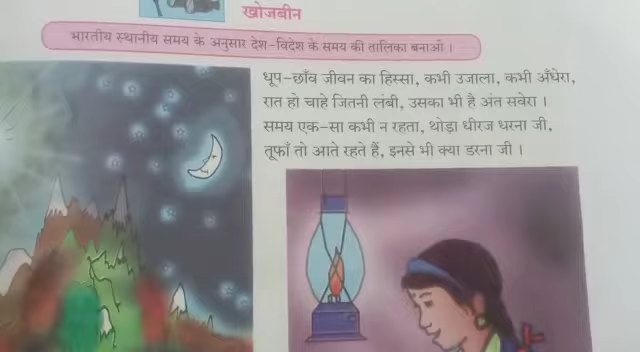 खोजबीन
भारतीय स्थानीय समय के अनुसार देश-विदेश के समय की तालिका बनाओ ।
धूप-छाँव जीवन का हिस्सा, कभी उजाला, कभी अँधेरा,
रात हो चाहे जितनी लंबी, उसका भी है अंत सवेरा ।
समय एक-सा कभी न रहता, थोड़ा धीरज धरना जी,
तूफाँ तो आते रहते हैं, इनसे भी क्या डरना जी ।